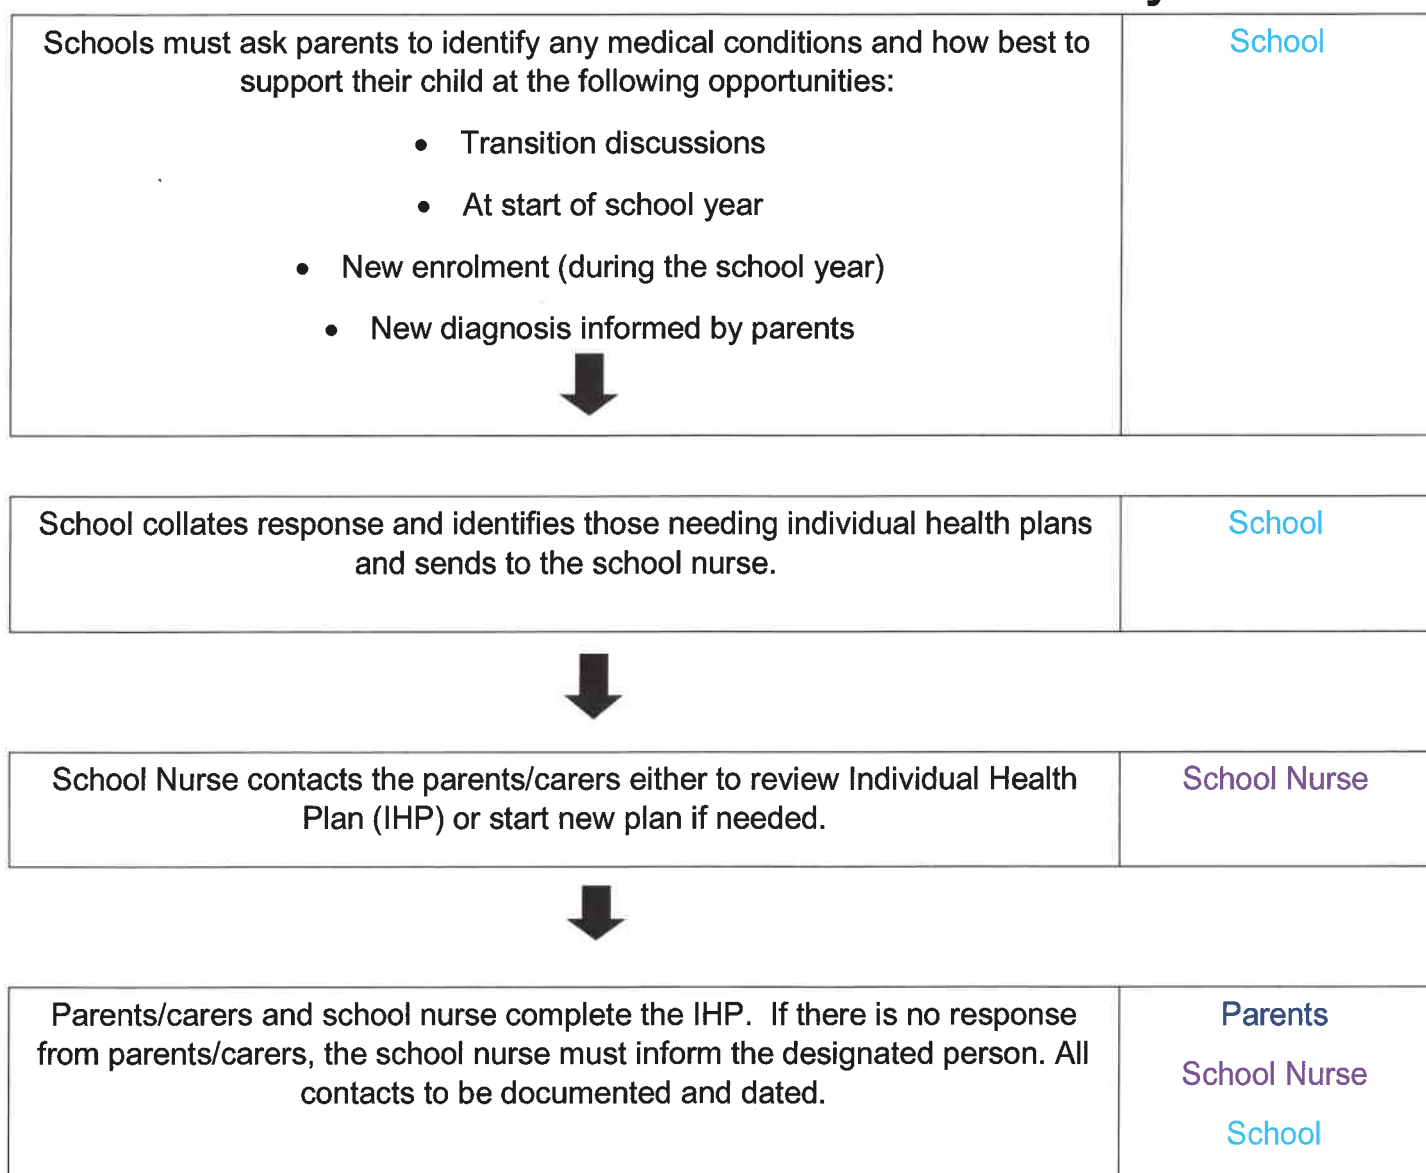 Schools must ask parents to identify any medical conditions and how best to
support their child at the following opportunities:
• Transition discussions
• At start of school year
• New enrolment (during the school year)
• New diagnosis informed by parents
School
School collates response and identifies those needing individual health plans
and sends to the school nurse.
School
School Nurse contacts the parents/carers either to review Individual Health
Plan (IHP) or start new plan if needed.
School Nurse
Parents/carers and school nurse complete the IHP. If there is no response
from parents/carers, the school nurse must inform the designated person. All
contacts to be documented and dated.
Parents
School Nurse
School